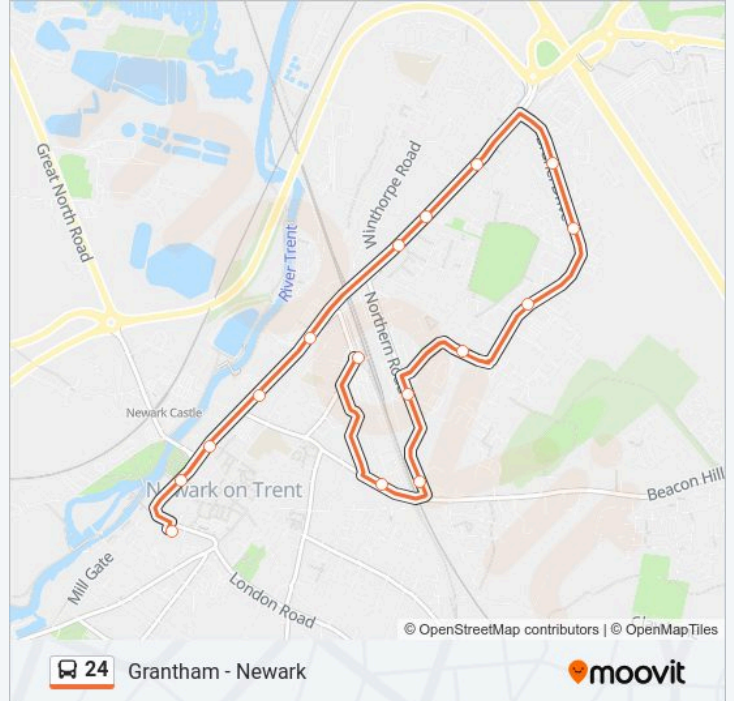 Great North Road
Winthorpe Road
River Trent
Northern Road
Newark Castle
Newark on Trent
Beacon Hill
Mill Gate
London Road
© OpenStreetMap contributors | © OpenMapTiles
24 Grantham - Newark
moovit